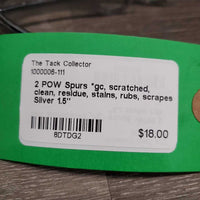 The Tack Collector
1000006-111
2 POW Spurs *gc, scratched,
clean, residue, stains, rubs, scrapes
Silver 1.5"
8DTDG2
$18.00